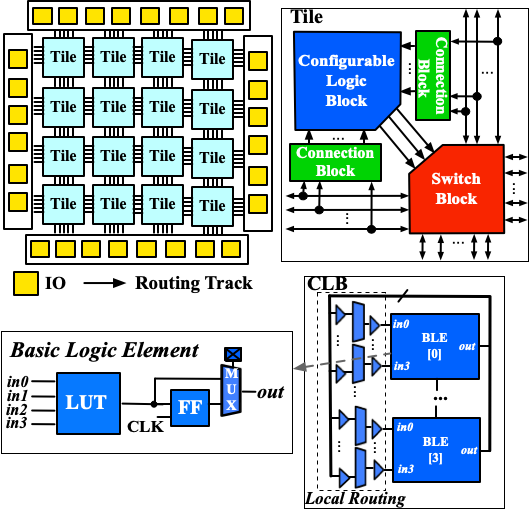 Tile Tile Tile Tile
Tile Tile Tile Tile
Tile Tile Tile Tile
Tile Tile Tile Tile
IO
Routing Track
Tile
Configurable
Logic
Block
Connection
Block
Connection
Block
Switch
Block
Basic Logic Element
in0
in1
in2
in3
LUT
CLK
FF
MUX
out
CLB
in0
BLE
[0]
in3
out
in0
BLE
[3]
in3
out
Local Routing